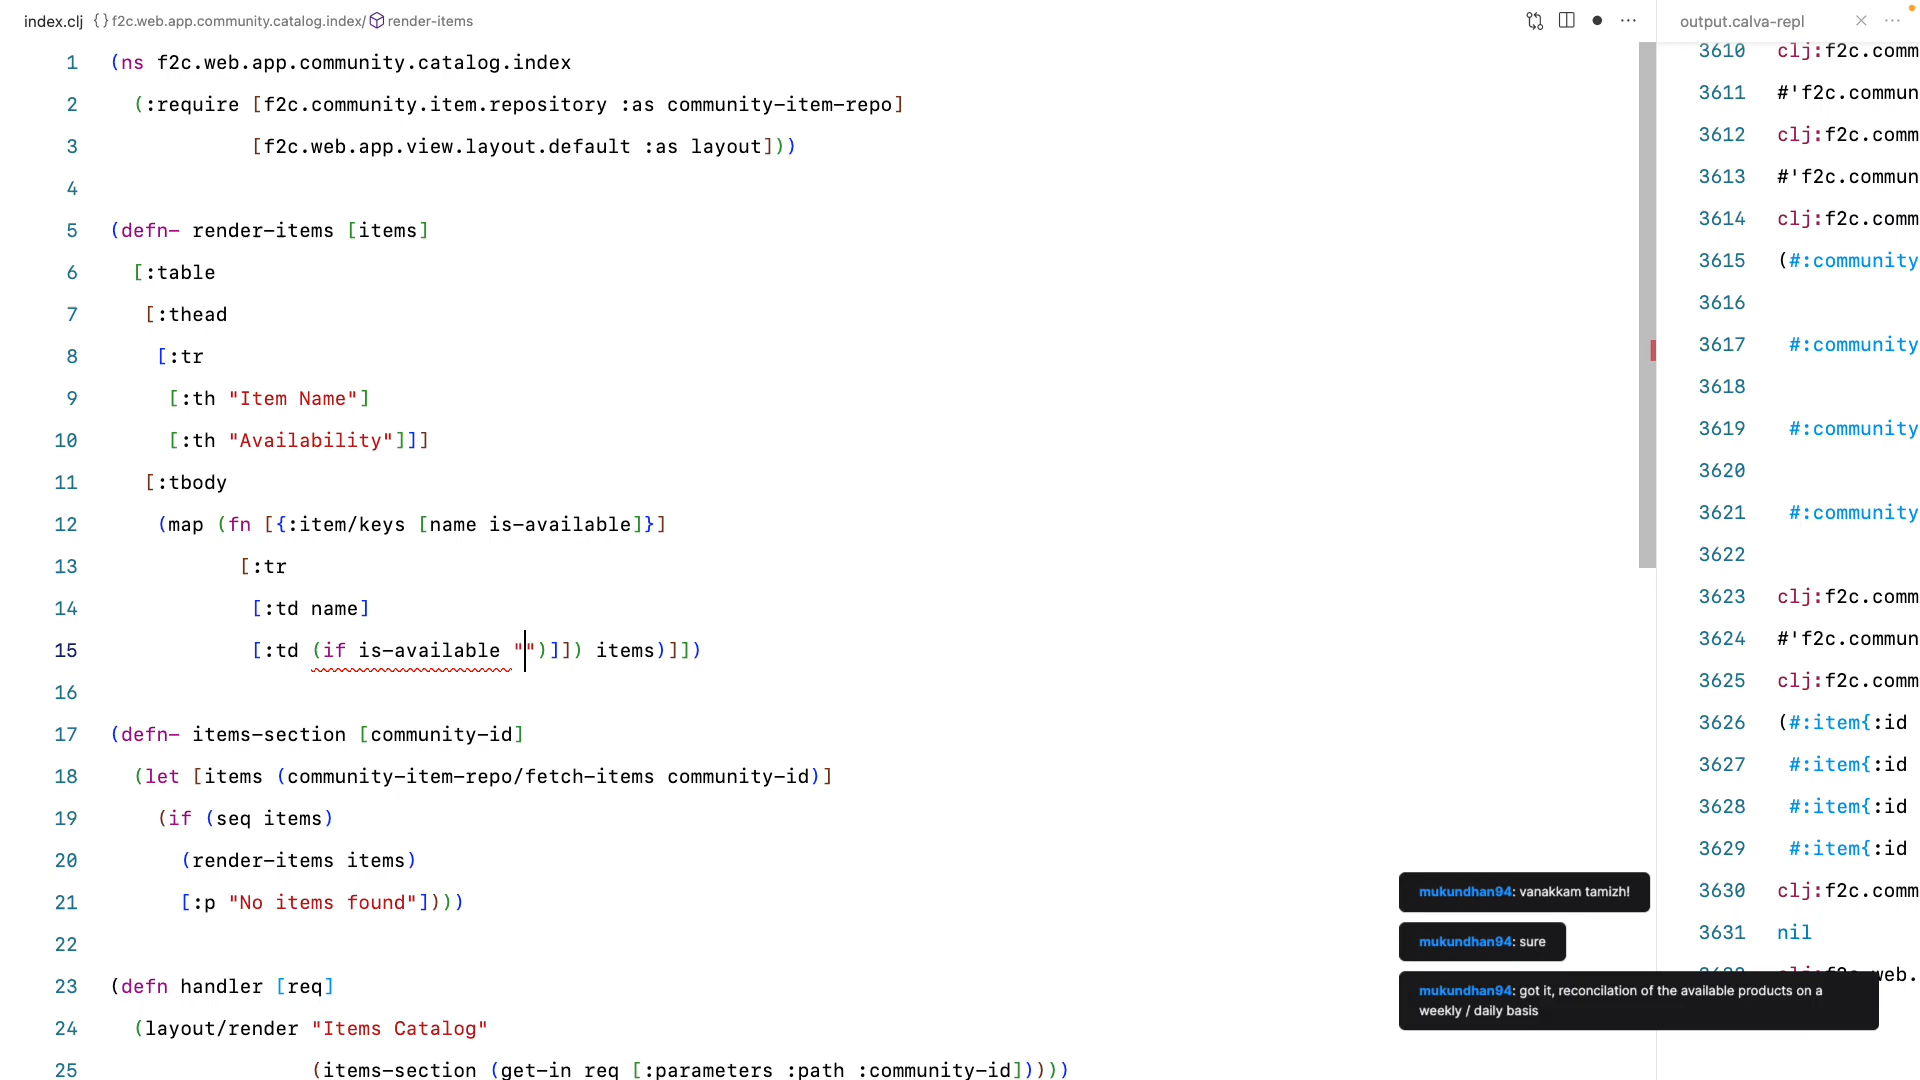 index.clj {} f2c.web.app.community.catalog.index/ render-items
output.calva-repl
1 (ns f2c.web.app.community.catalog.index
2 (:require [f2c.community.item.repository :as community-item-repo]
3 [f2c.web.app.view.layout.default :as layout]))
4
5 (defn- render-items [items]
6 [:table
7 [:thead
8 [:tr
9 [:th "Item Name"]
10 [:th "Availability"]]]
11 [:tbody
12 (map (fn [{:item/keys [name is-available]}]
13 [:tr
14 [:td name]
15 [:td (if is-available "")]]) items)]])
16
17 (defn- items-section [community-id]
18 (let [items (community-item-repo/fetch-items community-id)]
19 (if (seq items)
20 (render-items items)
21 [:p "No items found"])))
22
23 (defn handler [req]
24 (layout/render "Items Catalog"
25 (items-section (get-in req [:parameters :path :community-id]))))
3610 clj:f2c.comm
3611 #'f2c.commun
3612 clj:f2c.comm
3613 #'f2c.commun
3614 clj:f2c.comm
3615 (#:community
3616
3617 #:community
3618
3619 #:community
3620
3621 #:community
3622
3623 clj:f2c.comm
3624 #'f2c.commun
3625 clj:f2c.comm
3626 (#:item{:id
3627 #:item{:id
3628 #:item{:id
3629 #:item{:id
3630 clj:f2c.comm
3631 nil
mukundhan94: vanakkam tamizh!
mukundhan94: sure
mukundhan94: got it, reconcilation of the available products on a
weekly / daily basis